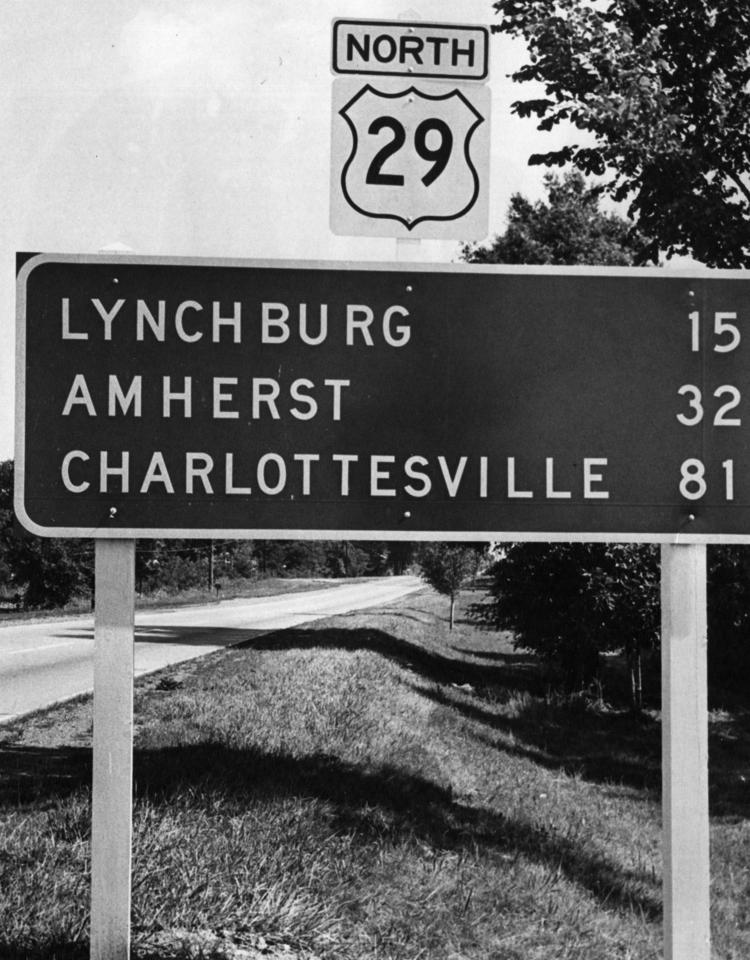 NORTH
29
LYNCHBURG 15
AMHERST 32
CHARLOTTESVILLE 81